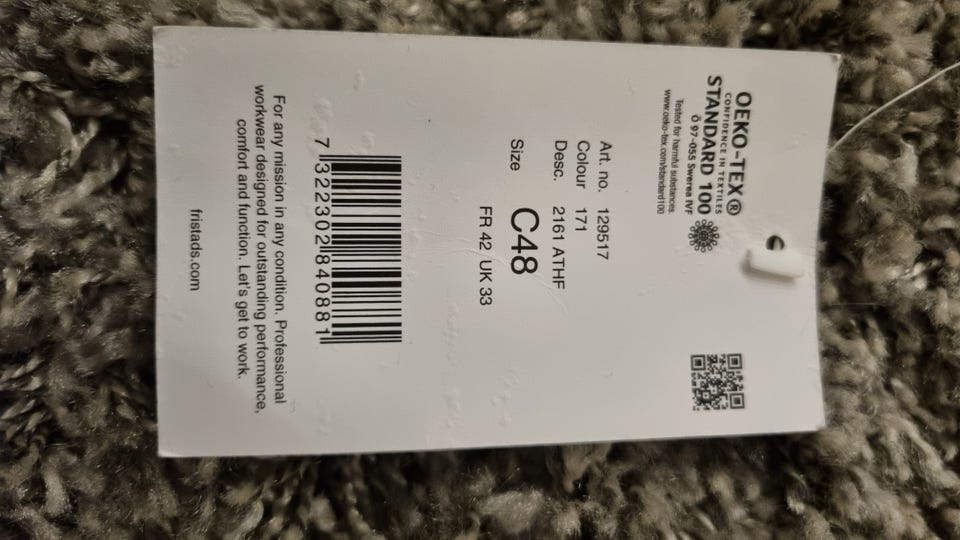 OEKO-TEX®
CONFIDENCE IN TEXTILES
STANDARD 100
Ö 97-055 Swerea IVF
Tested for harmful substances.
www.oeko-tex.com/standard100
Art. no. 129517
Colour 171
Desc. 2161 ATHF
Size C48
FR 42 UK 33
7 322302 840881
For any mission in any condition. Professional
workwear designed for outstanding performance,
comfort and function. Let's get to work.
fristads.com